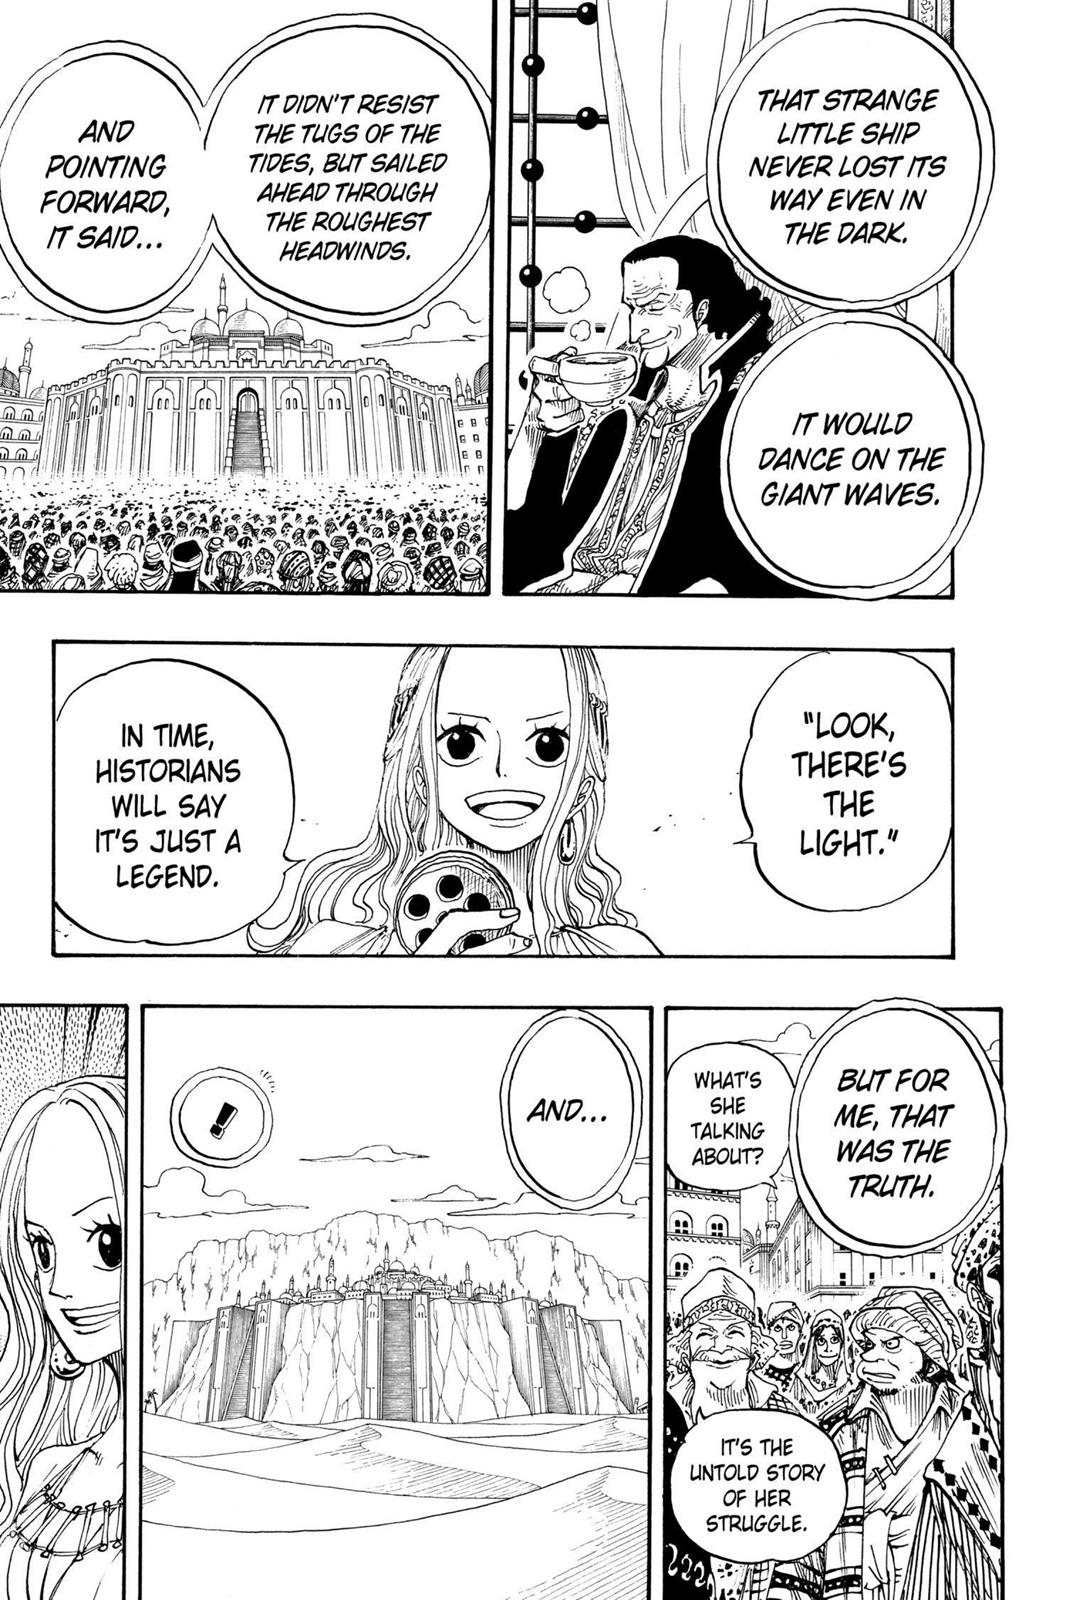 THAT STRANGE
LITTLE SHIP
NEVER LOST ITS
WAY EVEN IN
THE DARK.
IT WOULD
DANCE ON THE
GIANT WAVES.
IT DIDN'T RESIST
THE TUGS OF THE
TIDES, BUT SAILED
AHEAD THROUGH
THE ROUGHEST
HEADWINDS.
AND
POINTING
FORWARD,
IT SAID...
"LOOK,
THERE'S
THE
LIGHT."
IN TIME,
HISTORIANS
WILL SAY
IT'S JUST A
LEGEND.
BUT FOR
ME, THAT
WAS THE
TRUTH.
WHAT'S
SHE
TALKING
ABOUT?
IT'S THE
UNTOLD STORY
OF HER
STRUGGLE.
AND...
!